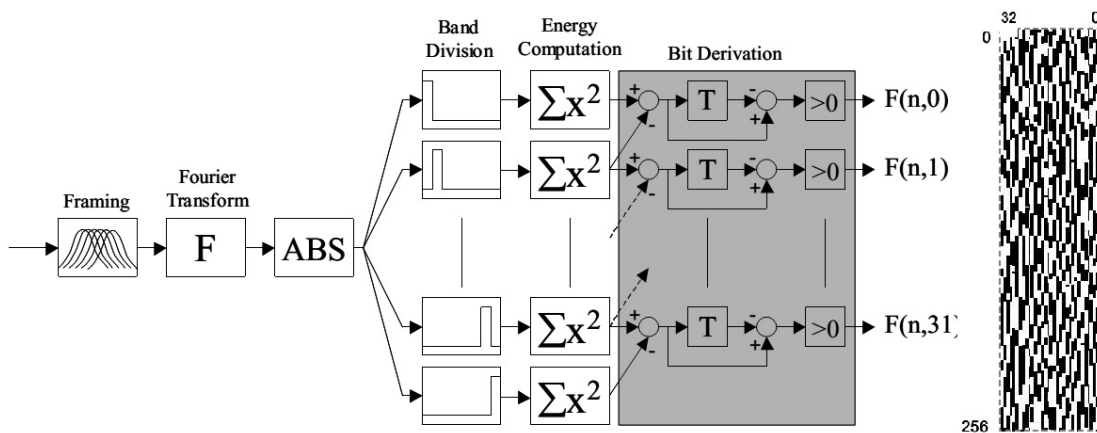 Band Division
Energy Computation
Bit Derivation
Framing
Fourier Transform
F
ABS
∑x²
+
-
T
-
+
>0
F(n,0)
∑x²
+
-
T
-
+
>0
F(n,1)
∑x²
+
-
T
-
+
>0
F(n,31)
∑x²
32
0
0
256